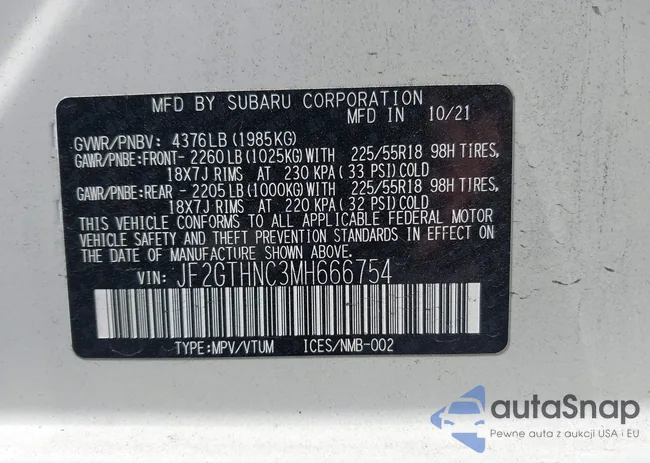 MFD BY SUBARU CORPORATION
MFD IN 10/21
GVWR/PNBV: 4376LB (1985KG)
GAWR/PNBE:FRONT- 2260LB (1025KG)WITH 225/55R18 98H TIRES,
18X7J RIMS AT 230 KPA (33 PSI)COLD
GAWR/PNBE:REAR - 2205LB (1000KG)WITH 225/55R18 98H TIRES,
18X7J RIMS AT 220 KPA (32 PSI)COLD
THIS VEHICLE CONFORMS TO ALL APPLICABLE FEDERAL MOTOR
VEHICLE SAFETY AND THEFT PREVENTION STANDARDS IN EFFECT ON
THE DATE OF MANUFACTURE SHOWN ABOVE.
VIN: JF2GTHNC3MH666754
TYPE:MPV/VTUM ICES/NMB-002
autaSnap
Pewne auta z aukcji USA i EU